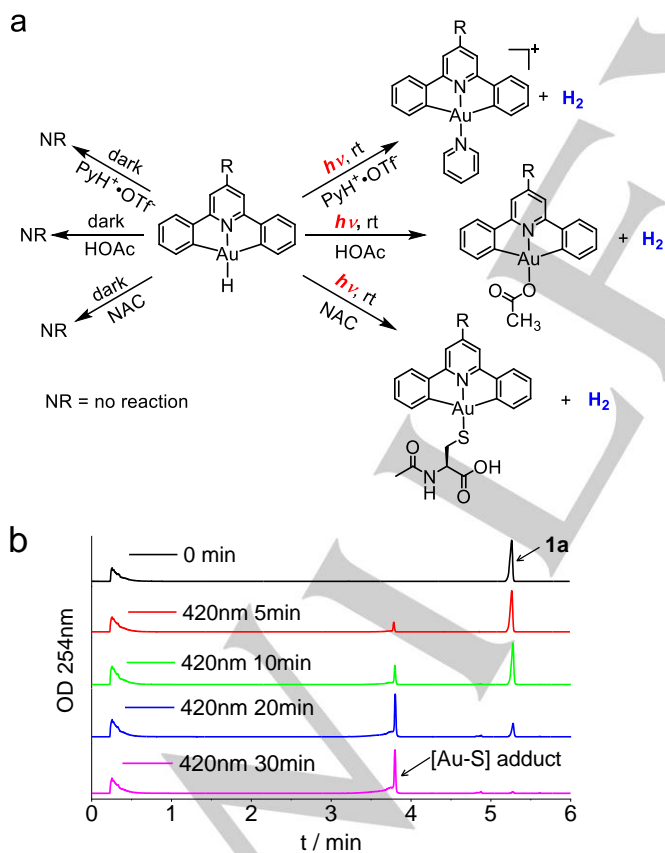 a
R
N
Au
H
NR
dark
PyH⁺•OTf⁻
NR
dark
HOAc
NR
dark
NAC
NR = no reaction
hν, rt
PyH⁺•OTf⁻
R
N
Au
N
⁺
+ H₂
hν, rt
HOAc
R
N
Au
O
O
CH₃
+ H₂
hν, rt
NAC
R
N
Au
S
O
N
H
OH
O
+ H₂
b
0 min
1a
420nm 5min
420nm 10min
420nm 20min
420nm 30min
[Au-S] adduct
OD 254nm
0 1 2 3 4 5 6
t / min